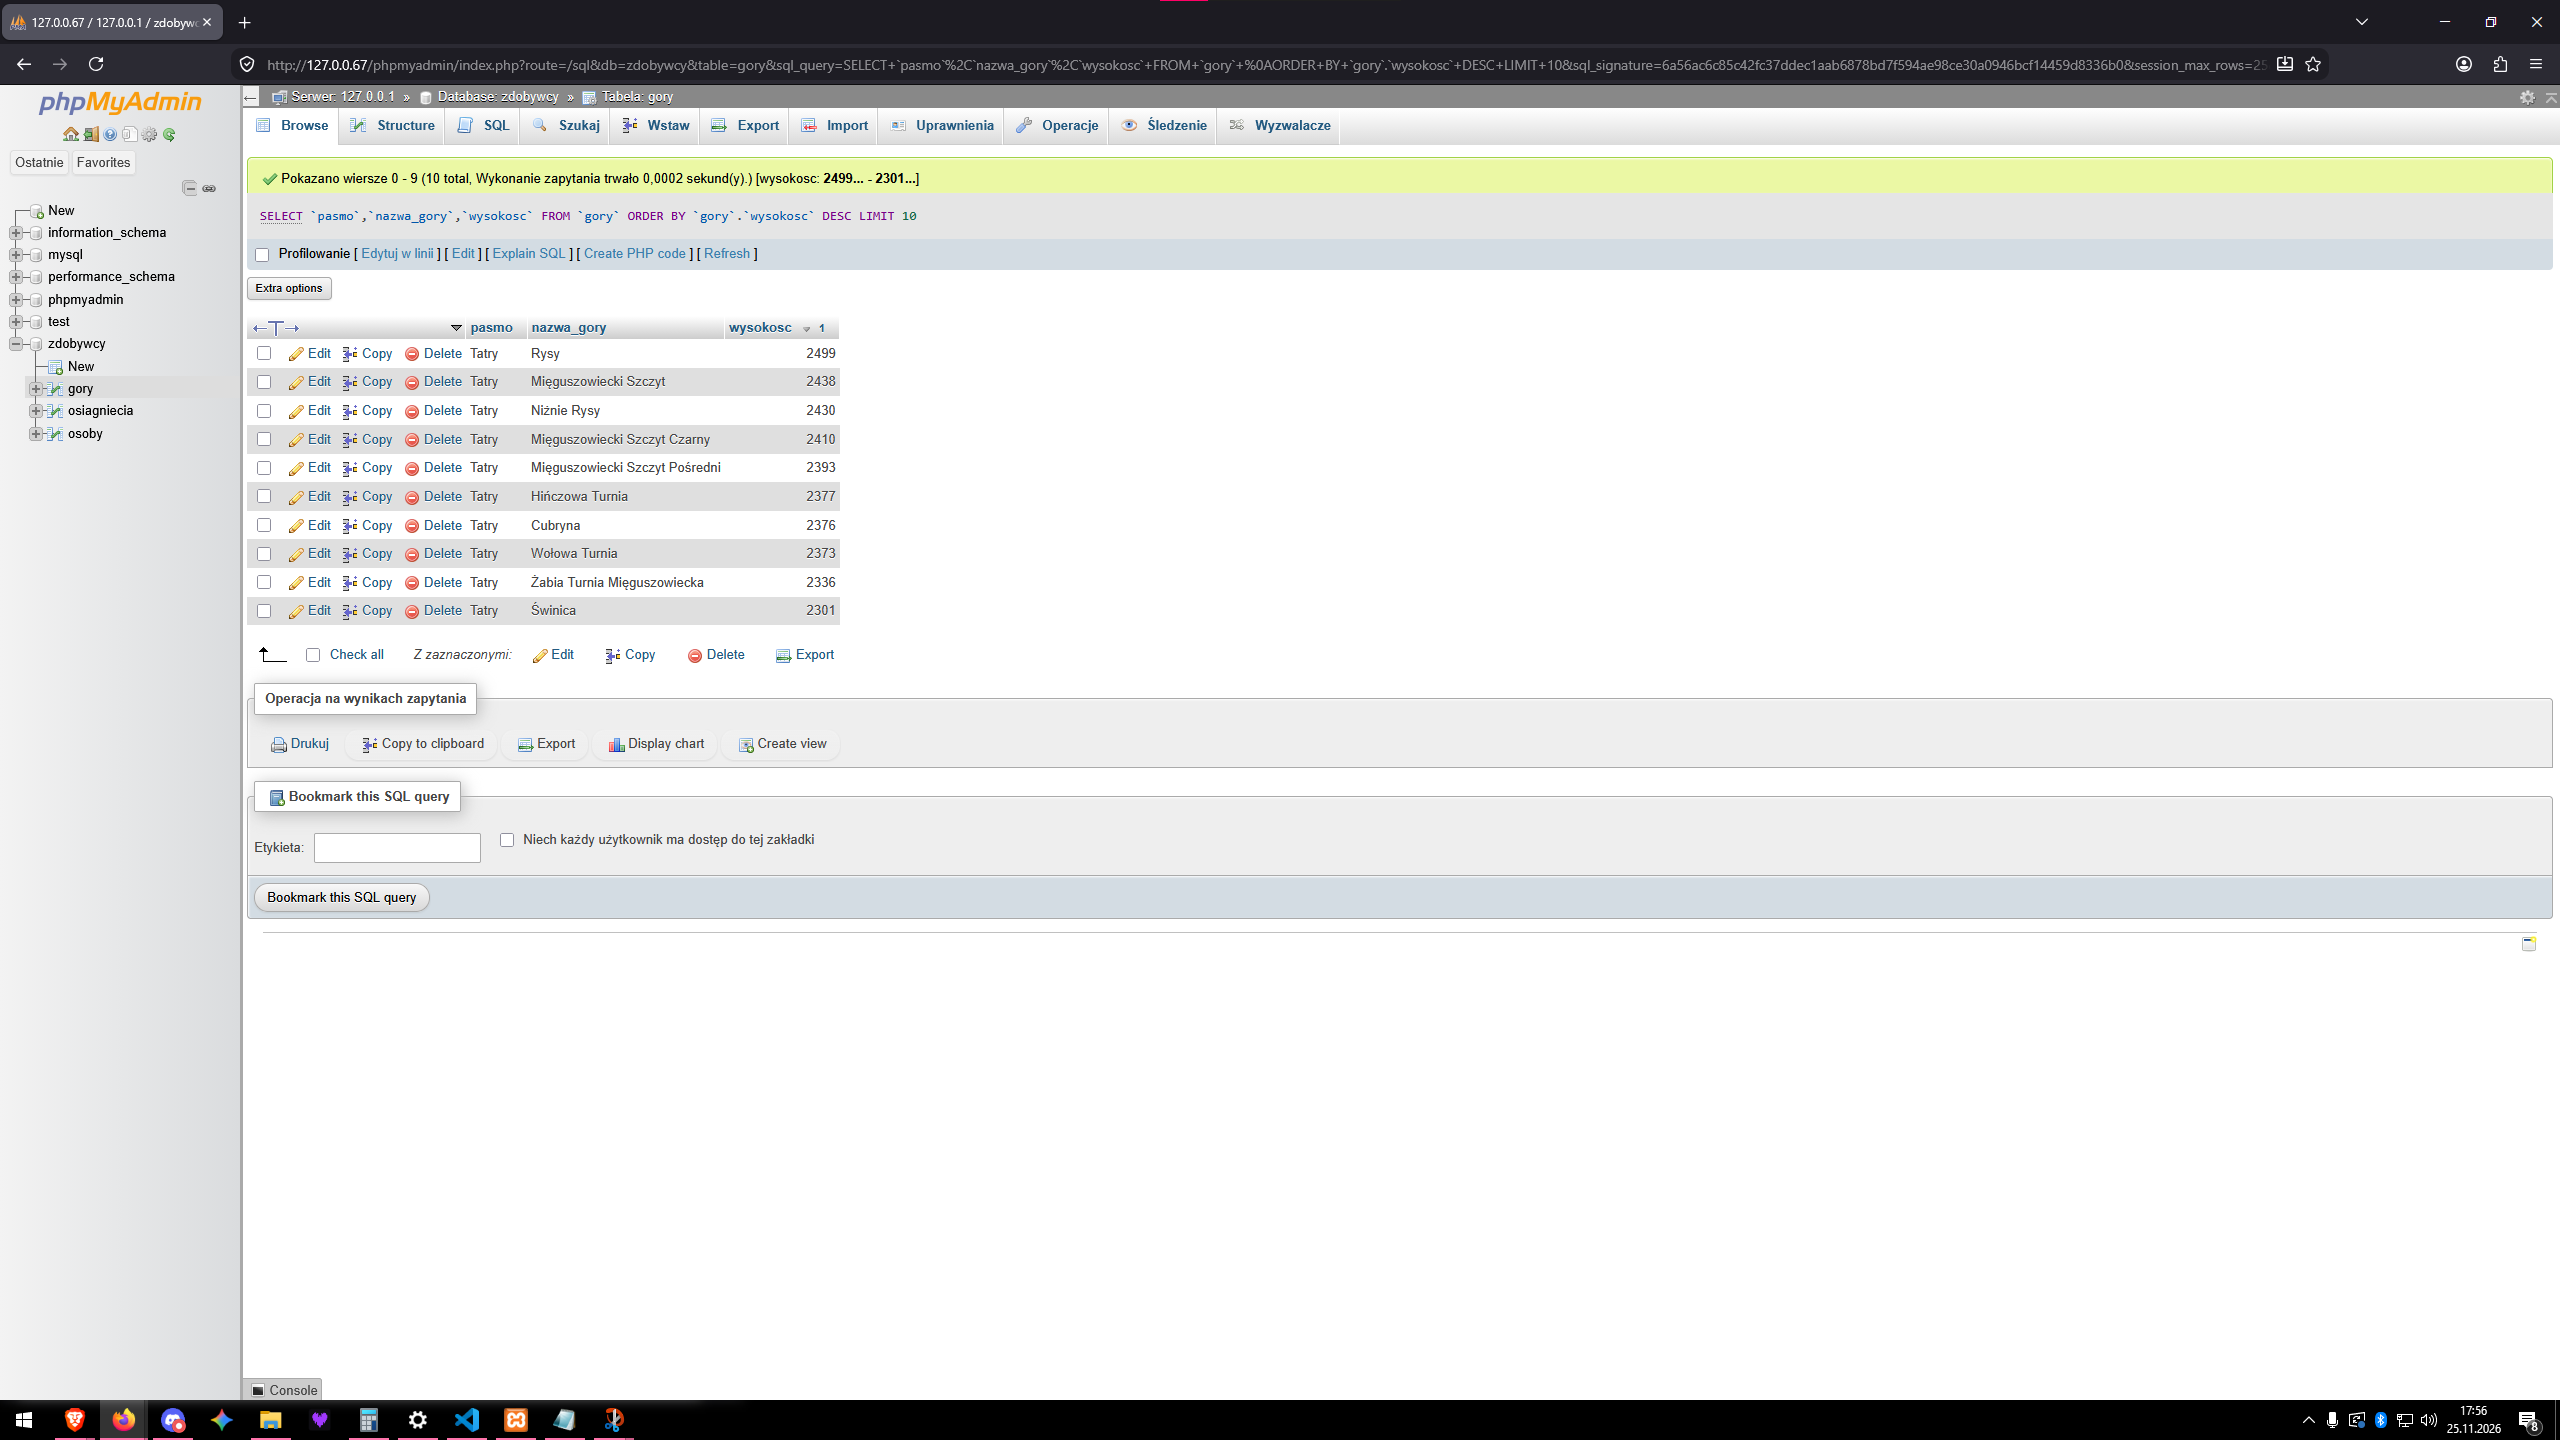 127.0.0.67 / 127.0.0.1 / zdobywc
http://127.0.0.67/phpmyadmin/index.php?route=/sql&db=zdobywcy&table=gory&sql_query=SELECT+`pasmo`%2C`nazwa_gory`%2C`wysokosc`+FROM+`gory`+%0AORDER+BY+`gory`.`wysokosc`+DESC+LIMIT+10&sql_signature=6a56ac6c85c42fc37ddec1aab6878bd7f594ae98ce30a0946bcf14459d8336b0&session_max_rows=25
phpMyAdmin
Ostatnie Favorites
New
information_schema
mysql
performance_schema
phpmyadmin
test
zdobywcy
New
gory
osiagniecia
osoby
Serwer: 127.0.0.1 » Database: zdobywcy » Tabela: gory
Browse Structure SQL Szukaj Wstaw Export Import Uprawnienia Operacje Śledzenie Wyzwalacze
Pokazano wiersze 0 - 9 (10 total, Wykonanie zapytania trwało 0,0002 sekund(y).) [wysokosc: 2499... - 2301...]
SELECT `pasmo`,`nazwa_gory`,`wysokosc` FROM `gory` ORDER BY `gory`.`wysokosc` DESC LIMIT 10
Profilowanie [ Edytuj w linii ] [ Edit ] [ Explain SQL ] [ Create PHP code ] [ Refresh ]
Extra options
pasmo nazwa_gory wysokosc 1
Edit Copy Delete Tatry Rysy 2499
Edit Copy Delete Tatry Mięguszowiecki Szczyt 2438
Edit Copy Delete Tatry Niżnie Rysy 2430
Edit Copy Delete Tatry Mięguszowiecki Szczyt Czarny 2410
Edit Copy Delete Tatry Mięguszowiecki Szczyt Pośredni 2393
Edit Copy Delete Tatry Hińczowa Turnia 2377
Edit Copy Delete Tatry Cubryna 2376
Edit Copy Delete Tatry Wołowa Turnia 2373
Edit Copy Delete Tatry Żabia Turnia Mięguszowiecka 2336
Edit Copy Delete Tatry Świnica 2301
Check all Z zaznaczonymi: Edit Copy Delete Export
Operacja na wynikach zapytania
Drukuj Copy to clipboard Export Display chart Create view
Bookmark this SQL query
Etykieta: Niech każdy użytkownik ma dostęp do tej zakładki
Bookmark this SQL query
Console
17:56
25.11.2026
8